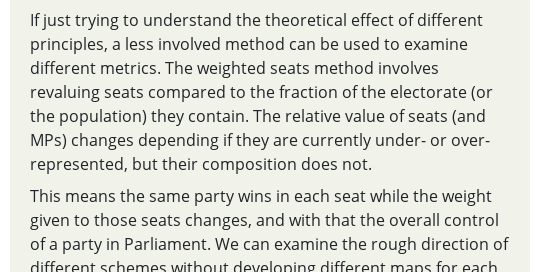 If just trying to understand the theoretical effect of different
principles, a less involved method can be used to examine
different metrics. The weighted seats method involves
revaluing seats compared to the fraction of the electorate (or
the population) they contain. The relative value of seats (and
MPs) changes depending if they are currently under- or over-
represented, but their composition does not.
This means the same party wins in each seat while the weight
given to those seats changes, and with that the overall control
of a party in Parliament. We can examine the rough direction of
different schemes without developing different maps for each